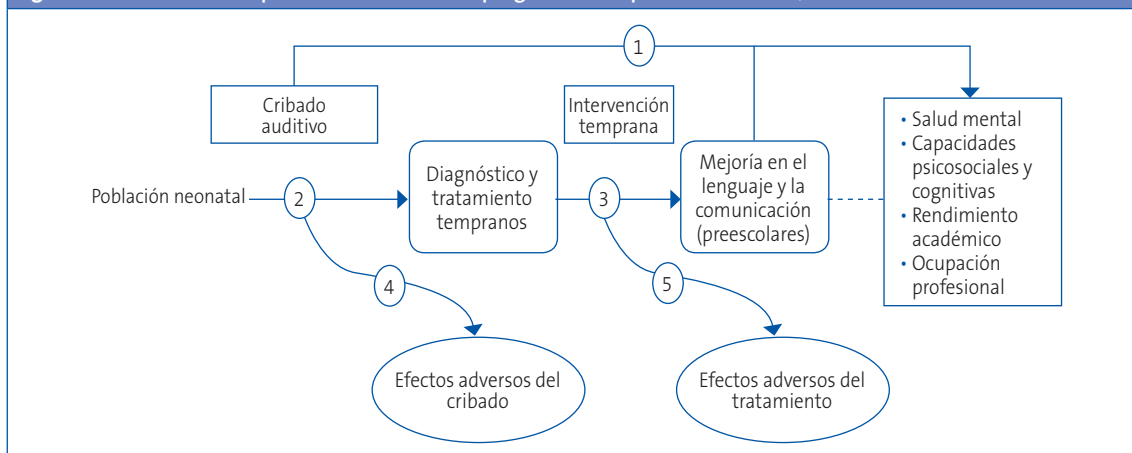 1
Cribado
auditivo
Intervención
temprana
• Salud mental
• Capacidades
psicosociales y
cognitivas
• Rendimiento
académico
• Ocupación
profesional
Población neonatal
2
Diagnóstico y
tratamiento
tempranos
3
Mejoría en el
lenguaje y la
comunicación
(preescolares)
4
5
Efectos adversos del
cribado
Efectos adversos del
tratamiento